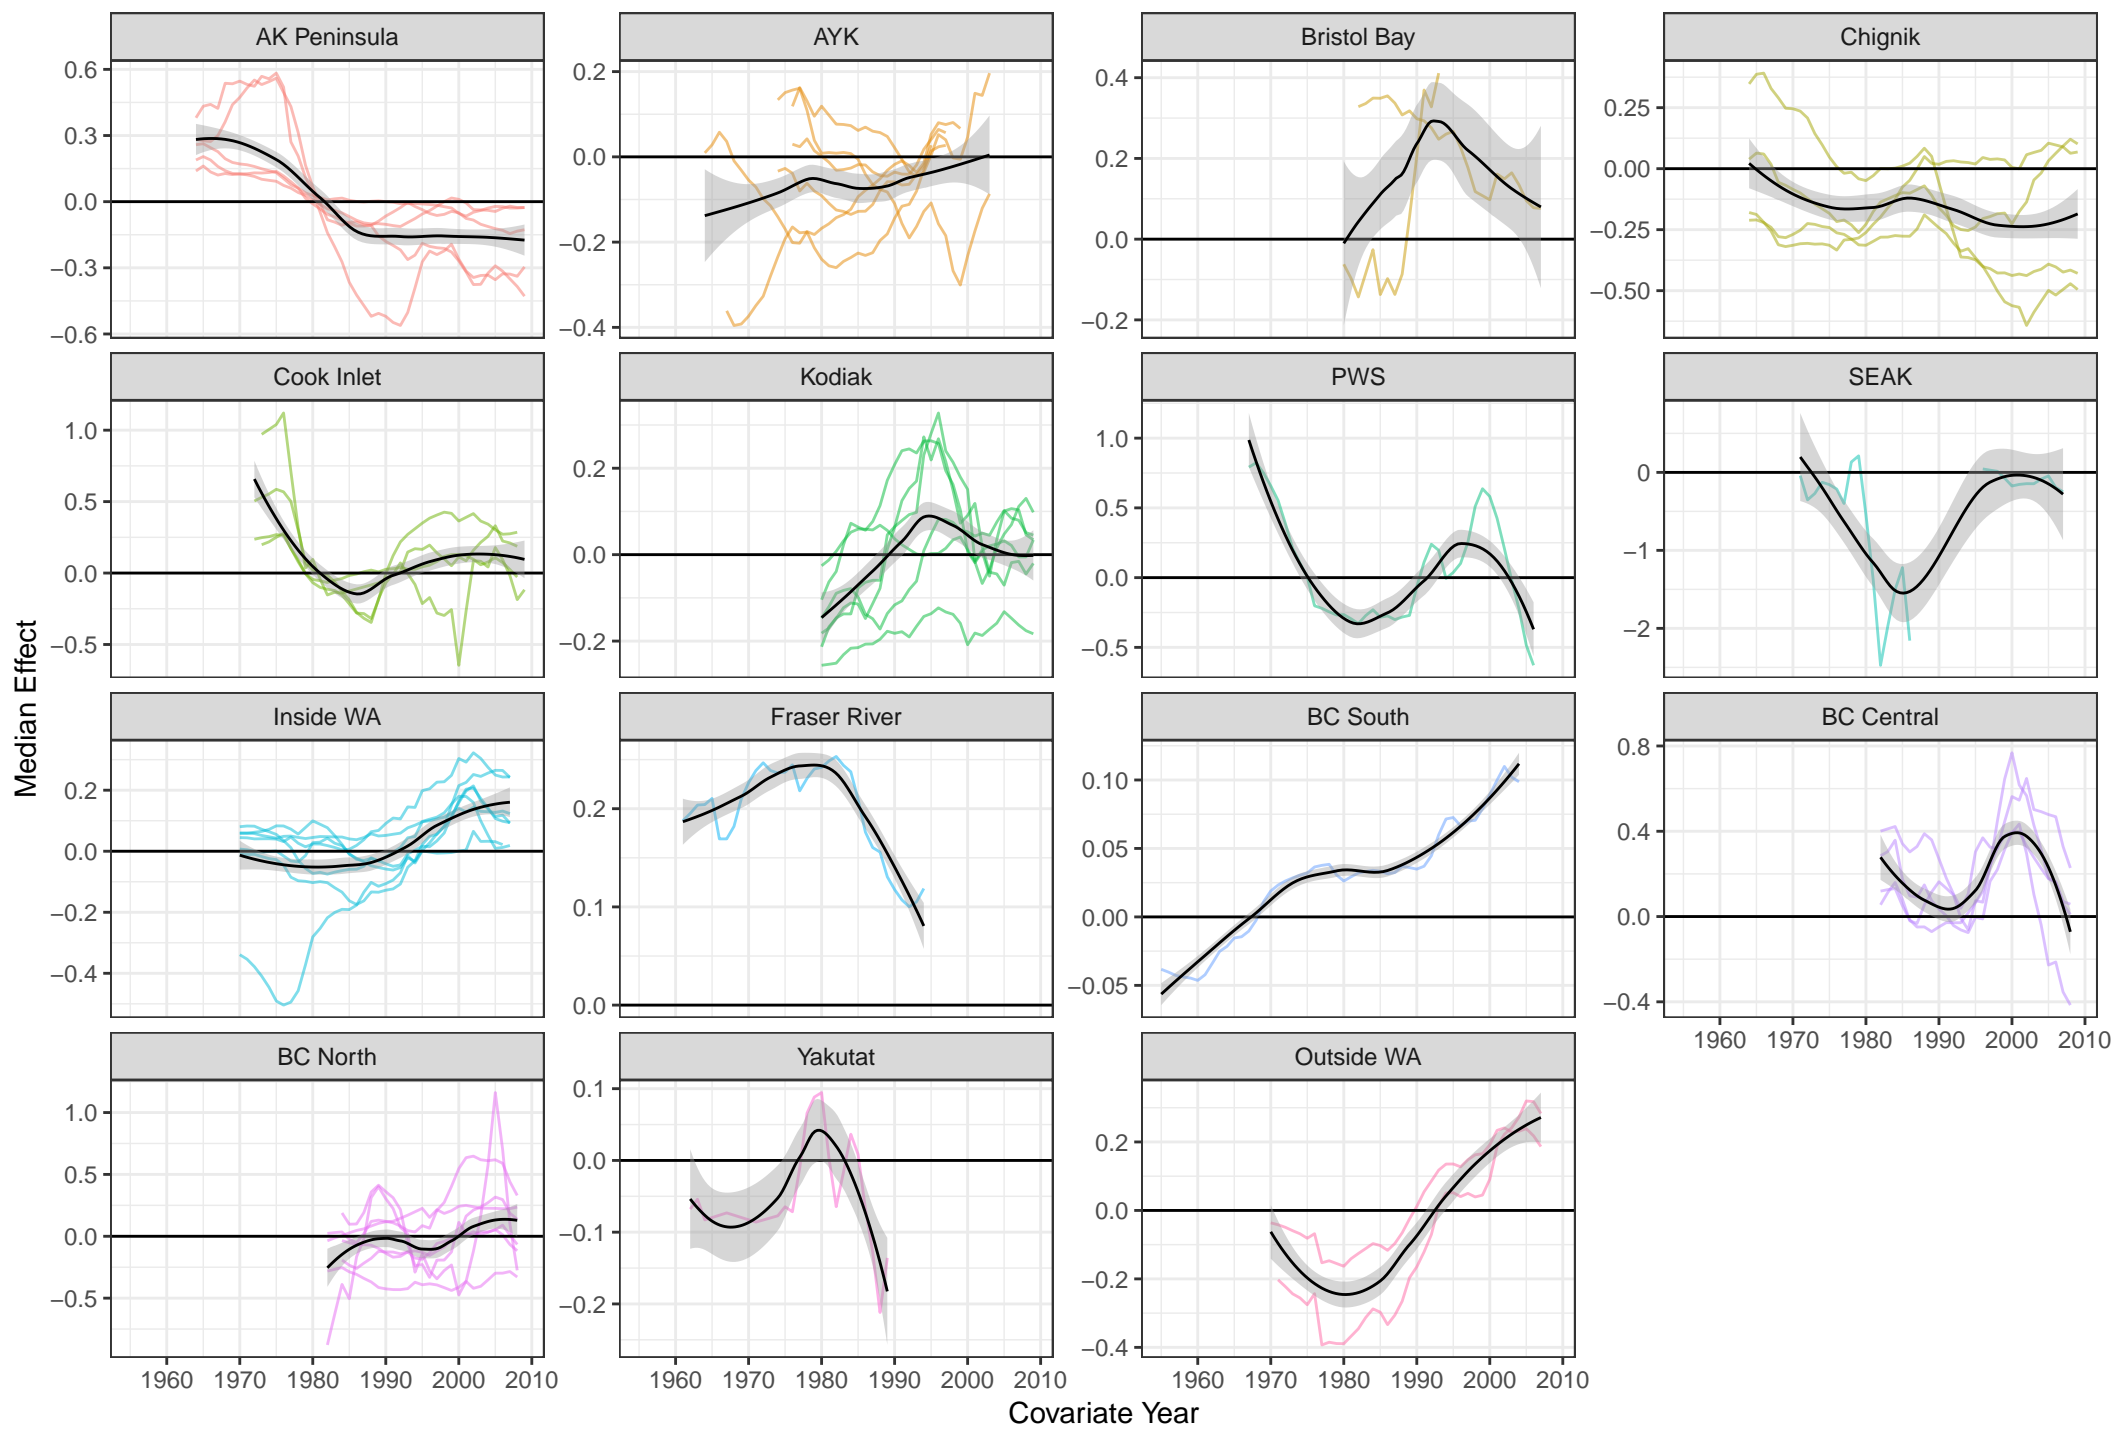 AK Peninsula
AYK
Bristol Bay
Chignik
0.6
0.3
0.0
−0.3
−0.6
0.2
0.0
−0.2
−0.4
0.4
0.2
0.0
−0.2
0.25
0.00
−0.25
−0.50
Cook Inlet
Kodiak
PWS
SEAK
1.0
0.5
0.0
−0.5
0.2
0.0
−0.2
1.0
0.5
0.0
−0.5
0
−1
−2
Median Effect
Inside WA
Fraser River
BC South
BC Central
0.2
0.0
−0.2
−0.4
0.2
0.1
0.0
0.10
0.05
0.00
−0.05
0.8
0.4
0.0
−0.4
1960 1970 1980 1990 2000 2010
BC North
Yakutat
Outside WA
1.0
0.5
0.0
−0.5
0.1
0.0
−0.1
−0.2
0.2
0.0
−0.2
−0.4
1960 1970 1980 1990 2000 2010
1960 1970 1980 1990 2000 2010
1960 1970 1980 1990 2000 2010
Covariate Year